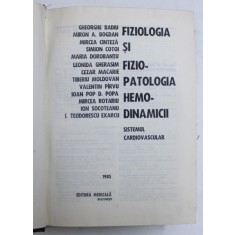 GHEORGHE BADIU
MIRON A. BOGDAN
MIRCEA CINTEZĂ
SIMION COTOI
MARIA DOROBANȚU
LEONIDA GHERASIM
CEZAR MACARIE
TIBERIU MOLDOVAN
VALENTIN PÎRVU
IOAN POP D. POPA
MIRCEA ROTARIU
ION SOCOTEANU
I. TEODORESCU EXARCU
FIZIOLOGIA
ȘI
FIZIO-
PATOLOGIA
HEMO-
DINAMICII
SISTEMUL
CARDIOVASCULAR
1985
EDITURA MEDICALĂ
BUCUREȘTI